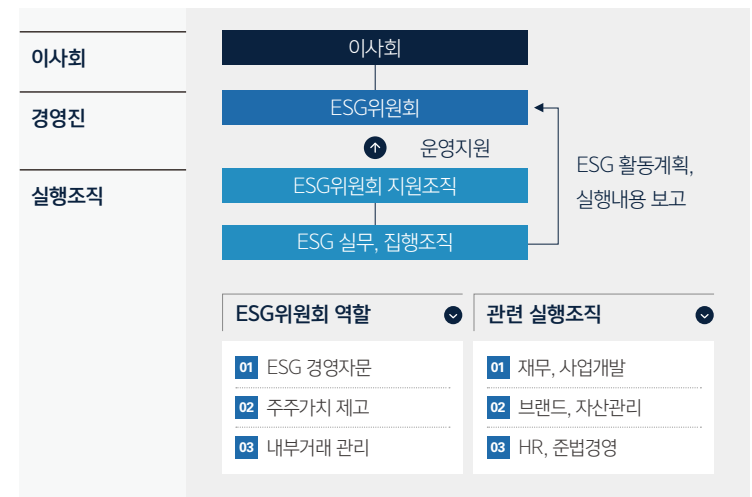 이사회
경영진
실행조직
이사회
ESG위원회
운영지원
ESG위원회 지원조직
ESG 실무, 집행조직
ESG 활동계획,
실행내용 보고
ESG위원회 역할
01 ESG 경영자문
02 주주가치 제고
03 내부거래 관리
관련 실행조직
01 재무, 사업개발
02 브랜드, 자산관리
03 HR, 준법경영